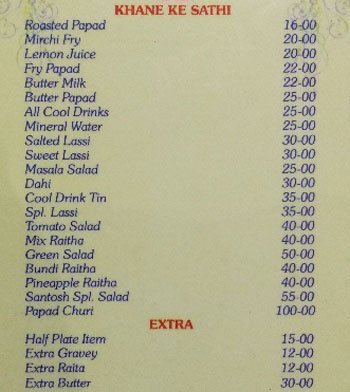 KHANE KE SATHI
Roasted Papad 16-00
Mirchi Fry 20-00
Lemon Juice 20-00
Fry Papad 22-00
Butter Milk 22-00
Butter Papad 25-00
All Cool Drinks 25-00
Mineral Water 25-00
Salted Lassi 30-00
Sweet Lassi 30-00
Masala Salad 25-00
Dahi 30-00
Cool Drink Tin 35-00
Spl. Lassi 35-00
Tomato Salad 40-00
Mix Raitha 40-00
Green Salad 50-00
Bundi Raitha 40-00
Pineapple Raitha 40-00
Santosh Spl. Salad 55-00
Papad Churi 100-00
EXTRA
Half Plate Item 15-00
Extra Gravey 12-00
Extra Raita 12-00
Extra Butter 30-00